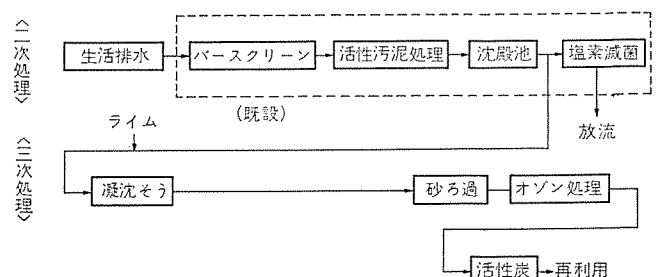 〈二次処理〉
生活排水
バースクリーン
活性汚泥処理
沈殿池
塩素滅菌
(既設)
放流
〈三次処理〉
ライム
凝沈そう
砂ろ過
オゾン処理
活性炭
再利用